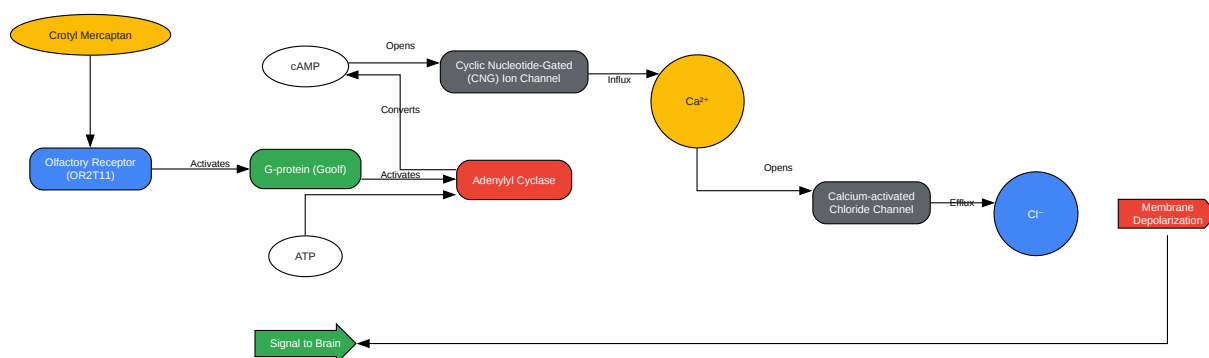 Crotyl Mercaptan
Olfactory Receptor
(OR2T11)
Activates
G-protein (Gαolf)
Activates
Adenylyl Cyclase
ATP
Converts
cAMP
Opens
Cyclic Nucleotide-Gated
(CNG) Ion Channel
Influx
Ca²⁺
Opens
Calcium-activated
Chloride Channel
Efflux
Cl⁻
Membrane
Depolarization
Signal to Brain